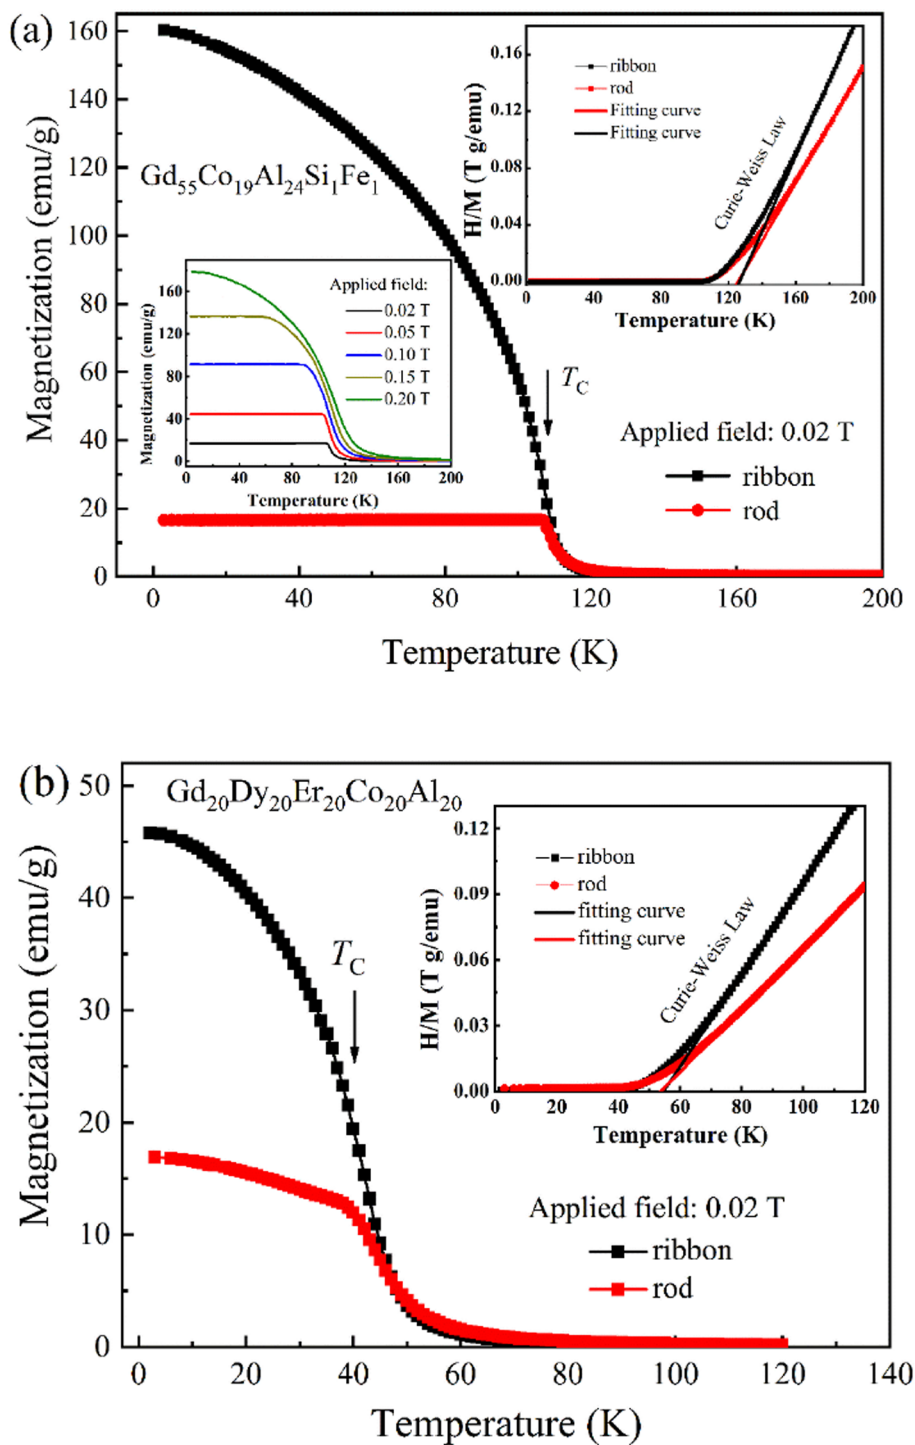 (a)
160
140
120
100
80
60
40
20
0
Magnetization (emu/g)
Gd₅₅Co₁₉Al₂₄Si₁Fe₁
0.16
0.12
0.08
0.04
0.00
H/M (T g/emu)
ribbon
rod
Fitting curve
Fitting curve
Curie-Weiss Law
0 40 80 120 160 200
Temperature (K)
160
120
80
40
0
Magnetization (emu/g)
Applied field:
0.02 T
0.05 T
0.10 T
0.15 T
0.20 T
0 40 80 120 160 200
Temperature (K)
T_C
Applied field: 0.02 T
ribbon
rod
0 40 80 120 160 200
Temperature (K)
(b)
50
40
30
20
10
0
Magnetization (emu/g)
Gd₂₀Dy₂₀Er₂₀Co₂₀Al₂₀
0.12
0.09
0.06
0.03
0.00
H/M (T g/emu)
ribbon
rod
fitting curve
fitting curve
Curie-Weiss Law
0 20 40 60 80 100 120
Temperature (K)
T_C
Applied field: 0.02 T
ribbon
rod
0 20 40 60 80 100 120 140
Temperature (K)